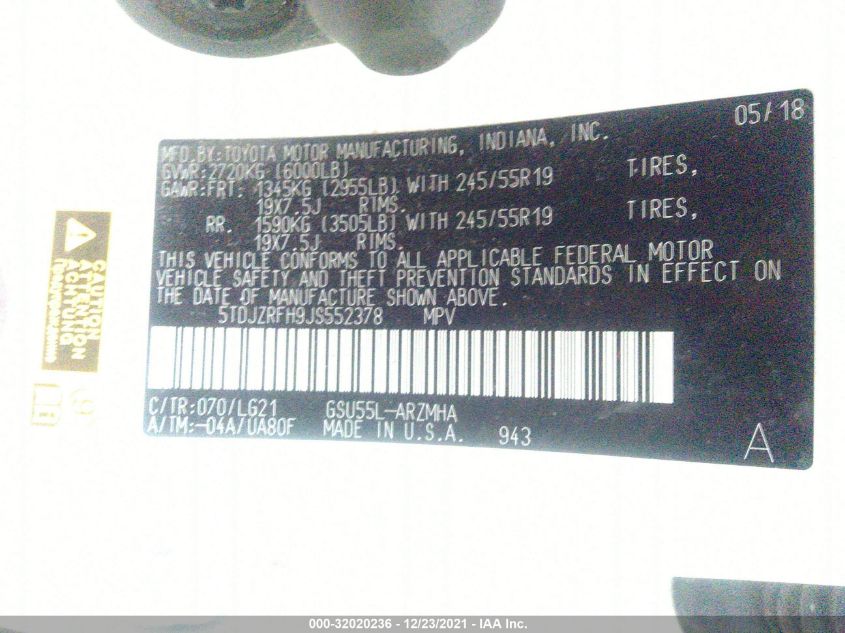 05/18
MFD.BY:TOYOTA MOTOR MANUFACTURING, INDIANA, INC.
GVWR:2720KG (6000LB)
GAWR:FRT: 1345KG (2955LB) WITH 245/55R19 TIRES,
19X7.5J RIMS.
RR. 1590KG (3505LB) WITH 245/55R19 TIRES,
19X7.5J RIMS.
THIS VEHICLE CONFORMS TO ALL APPLICABLE FEDERAL MOTOR
VEHICLE SAFETY AND THEFT PREVENTION STANDARDS IN EFFECT ON
THE DATE OF MANUFACTURE SHOWN ABOVE.
5TDJZRFH9JS552378 MPV
C/TR:070/LG21 GSU55L-ARZMHA
A/TM:-04A/UA80F MADE IN U.S.A. 943
A
CAUTION
ATTENTION
ACHTUNG
000-32020236 - 12/23/2021 - IAA Inc.